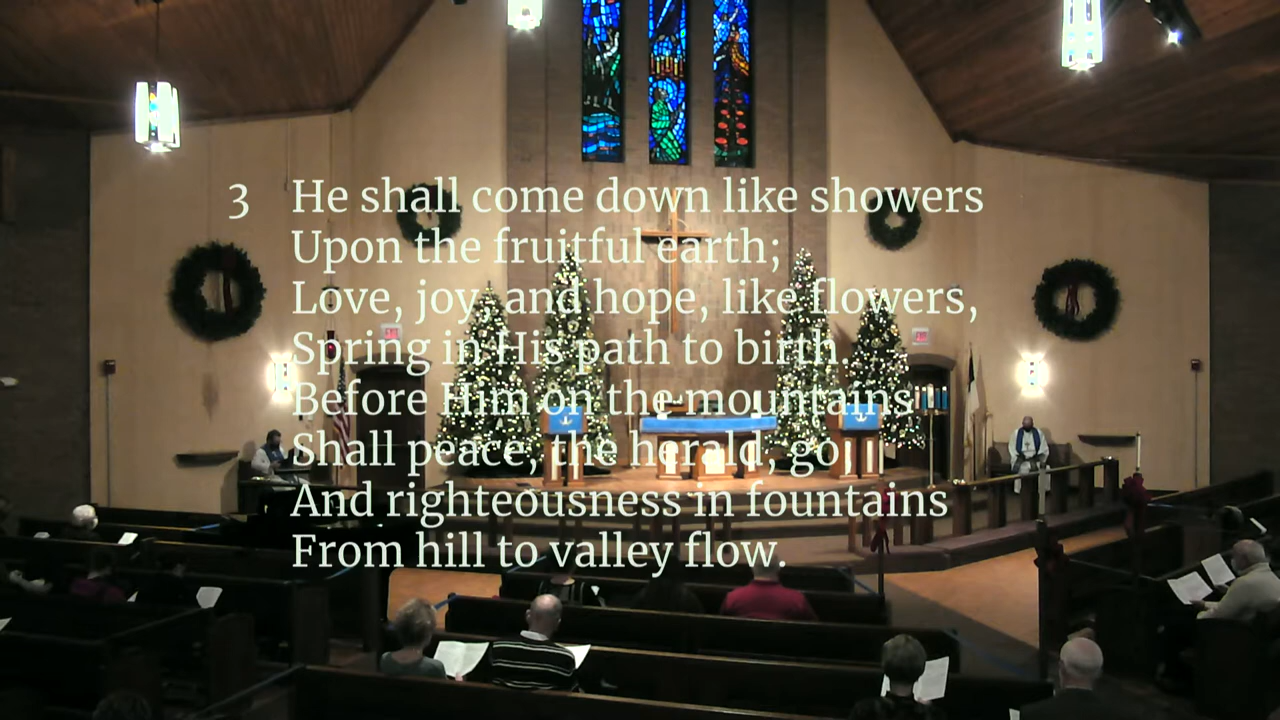 3 He shall come down like showers
Upon the fruitful earth;
Love, joy, and hope, like flowers,
Spring in His path to birth.
Before Him on the mountains
Shall peace, the herald, go;
And righteousness in fountains
From hill to valley flow.